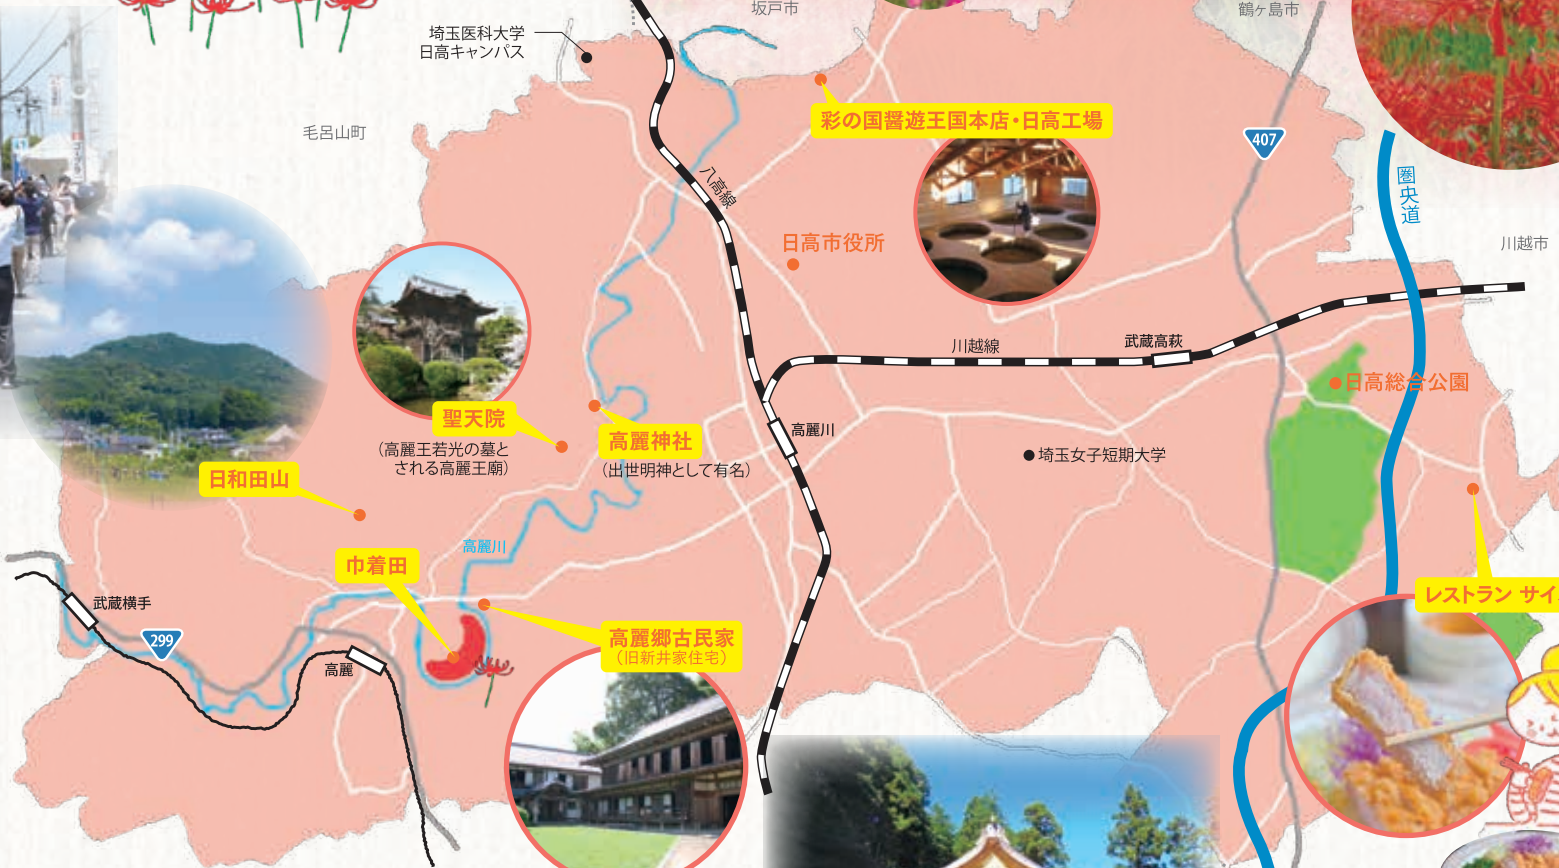 坂戸市
鶴ヶ島市
埼玉医科大学
日高キャンパス
毛呂山町
彩の国醤遊王国本店・日高工場
407
圏央道
八高線
日高市役所
川越市
川越線
武蔵高萩
日高総合公園
聖天院
（高麗王若光の墓と
される高麗王廟）
高麗神社
（出世明神として有名）
高麗川
埼玉女子短期大学
日和田山
高麗川
巾着田
武蔵横手
299
高麗
高麗郷古民家
（旧新井家住宅）
レストラン サイ